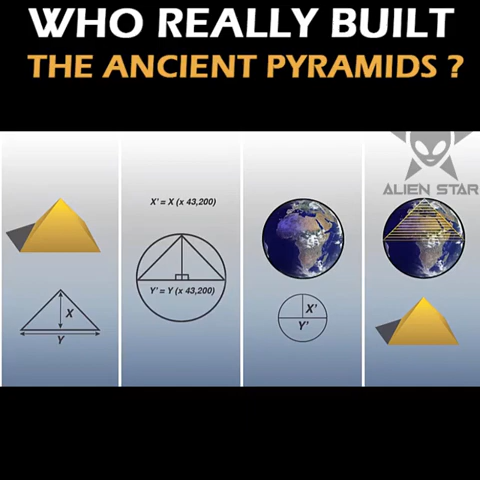 WHO REALLY BUILT
THE ANCIENT PYRAMIDS ?
ALIEN STAR
X' = X (x 43,200)
Y' = Y (x 43,200)
X
Y
X'
Y'